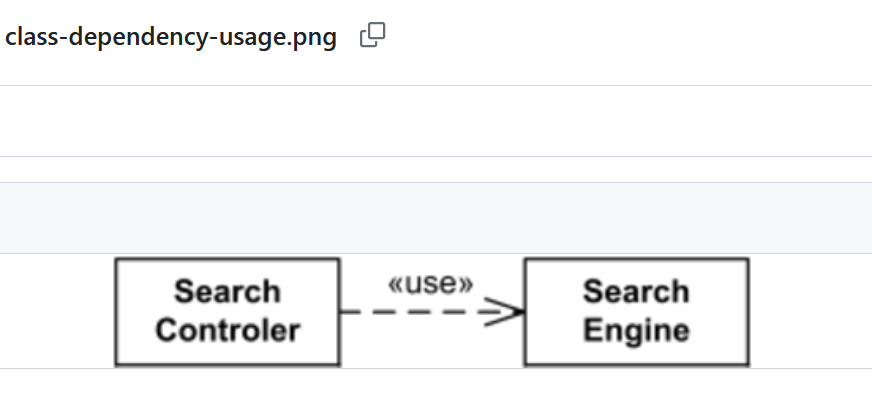 class-dependency-usage.png
«use»
Search
Controler
Search
Engine